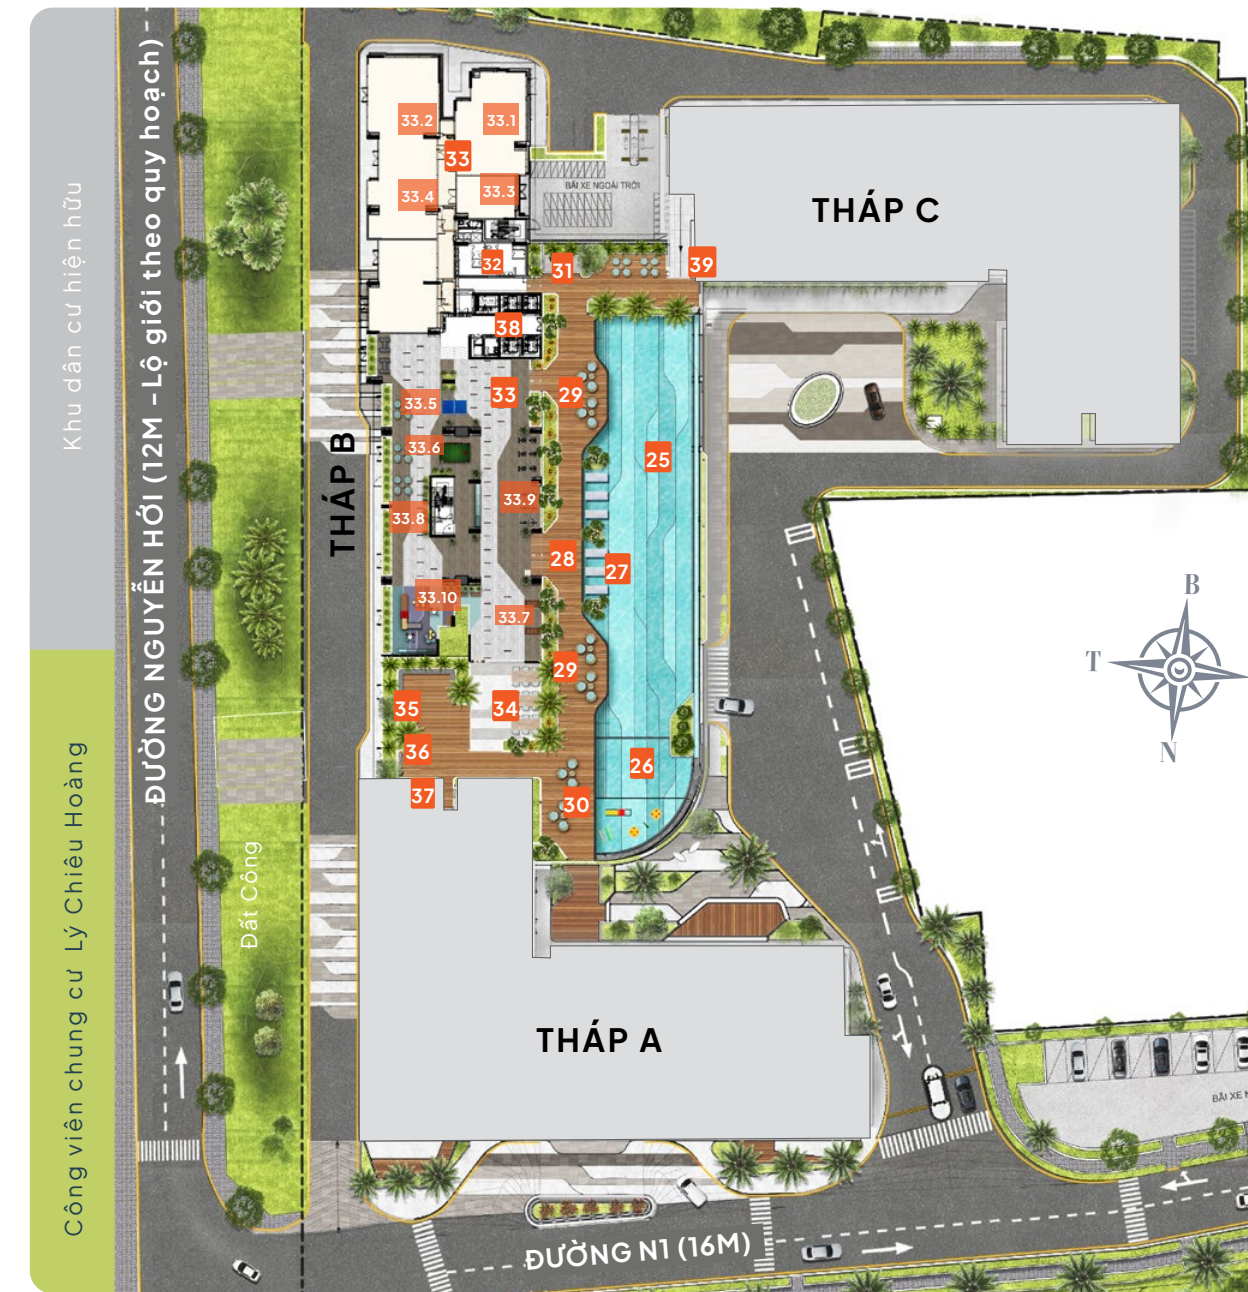 Khu dân cư hiện hữu
Công viên chung cư Lý Chiêu Hoàng
ĐƯỜNG NGUYỄN HỚI (12M – Lộ giới theo quy hoạch)
Đất Công
33.2
33.1
33
33.4
33.3
BÃI XE NGOÀI TRỜI
THÁP C
32
31
39
38
33
29
33.5
33.6
25
THÁP B
33.9
33.8
28
27
33.10
33.7
29
35
34
36
26
37
30
B
T
N
THÁP A
BÃI XE
ĐƯỜNG N1 (16M)